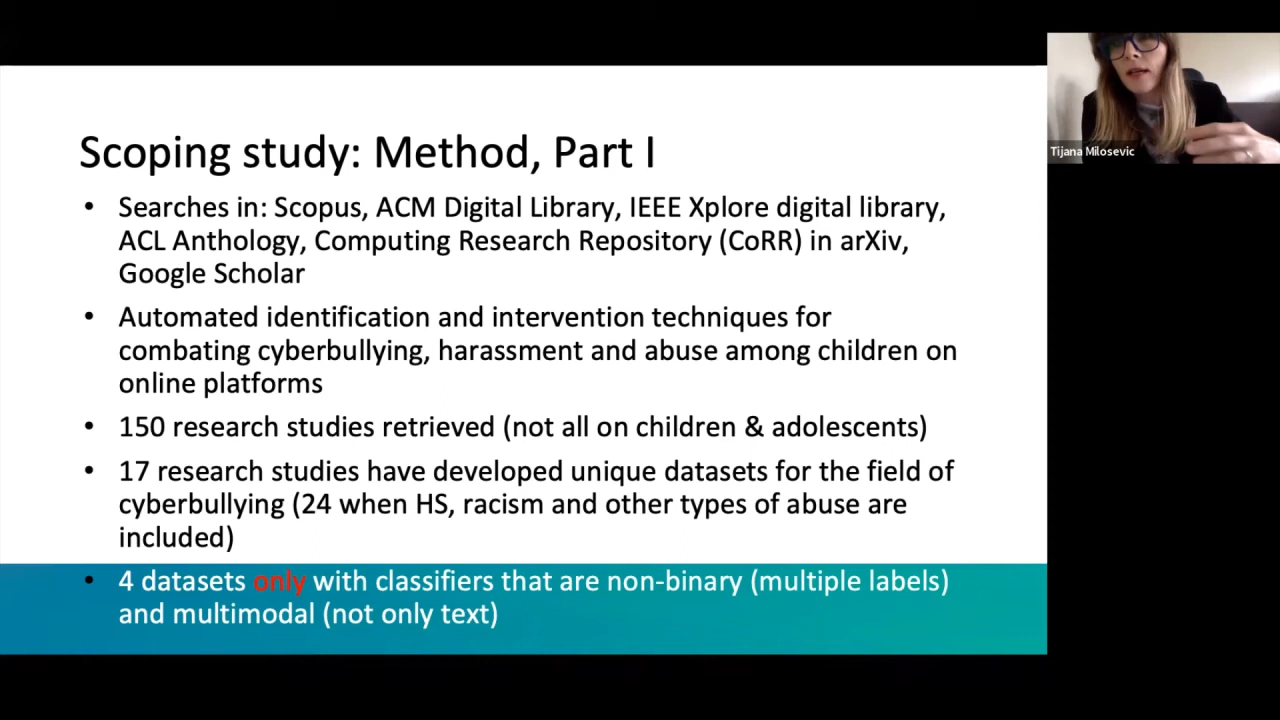 Scoping study: Method, Part I
• Searches in: Scopus, ACM Digital Library, IEEE Xplore digital library,
ACL Anthology, Computing Research Repository (CoRR) in arXiv,
Google Scholar
• Automated identification and intervention techniques for
combating cyberbullying, harassment and abuse among children on
online platforms
• 150 research studies retrieved (not all on children & adolescents)
• 17 research studies have developed unique datasets for the field of
cyberbullying (24 when HS, racism and other types of abuse are
included)
• 4 datasets only with classifiers that are non-binary (multiple labels)
and multimodal (not only text)
Tijana Milosevic